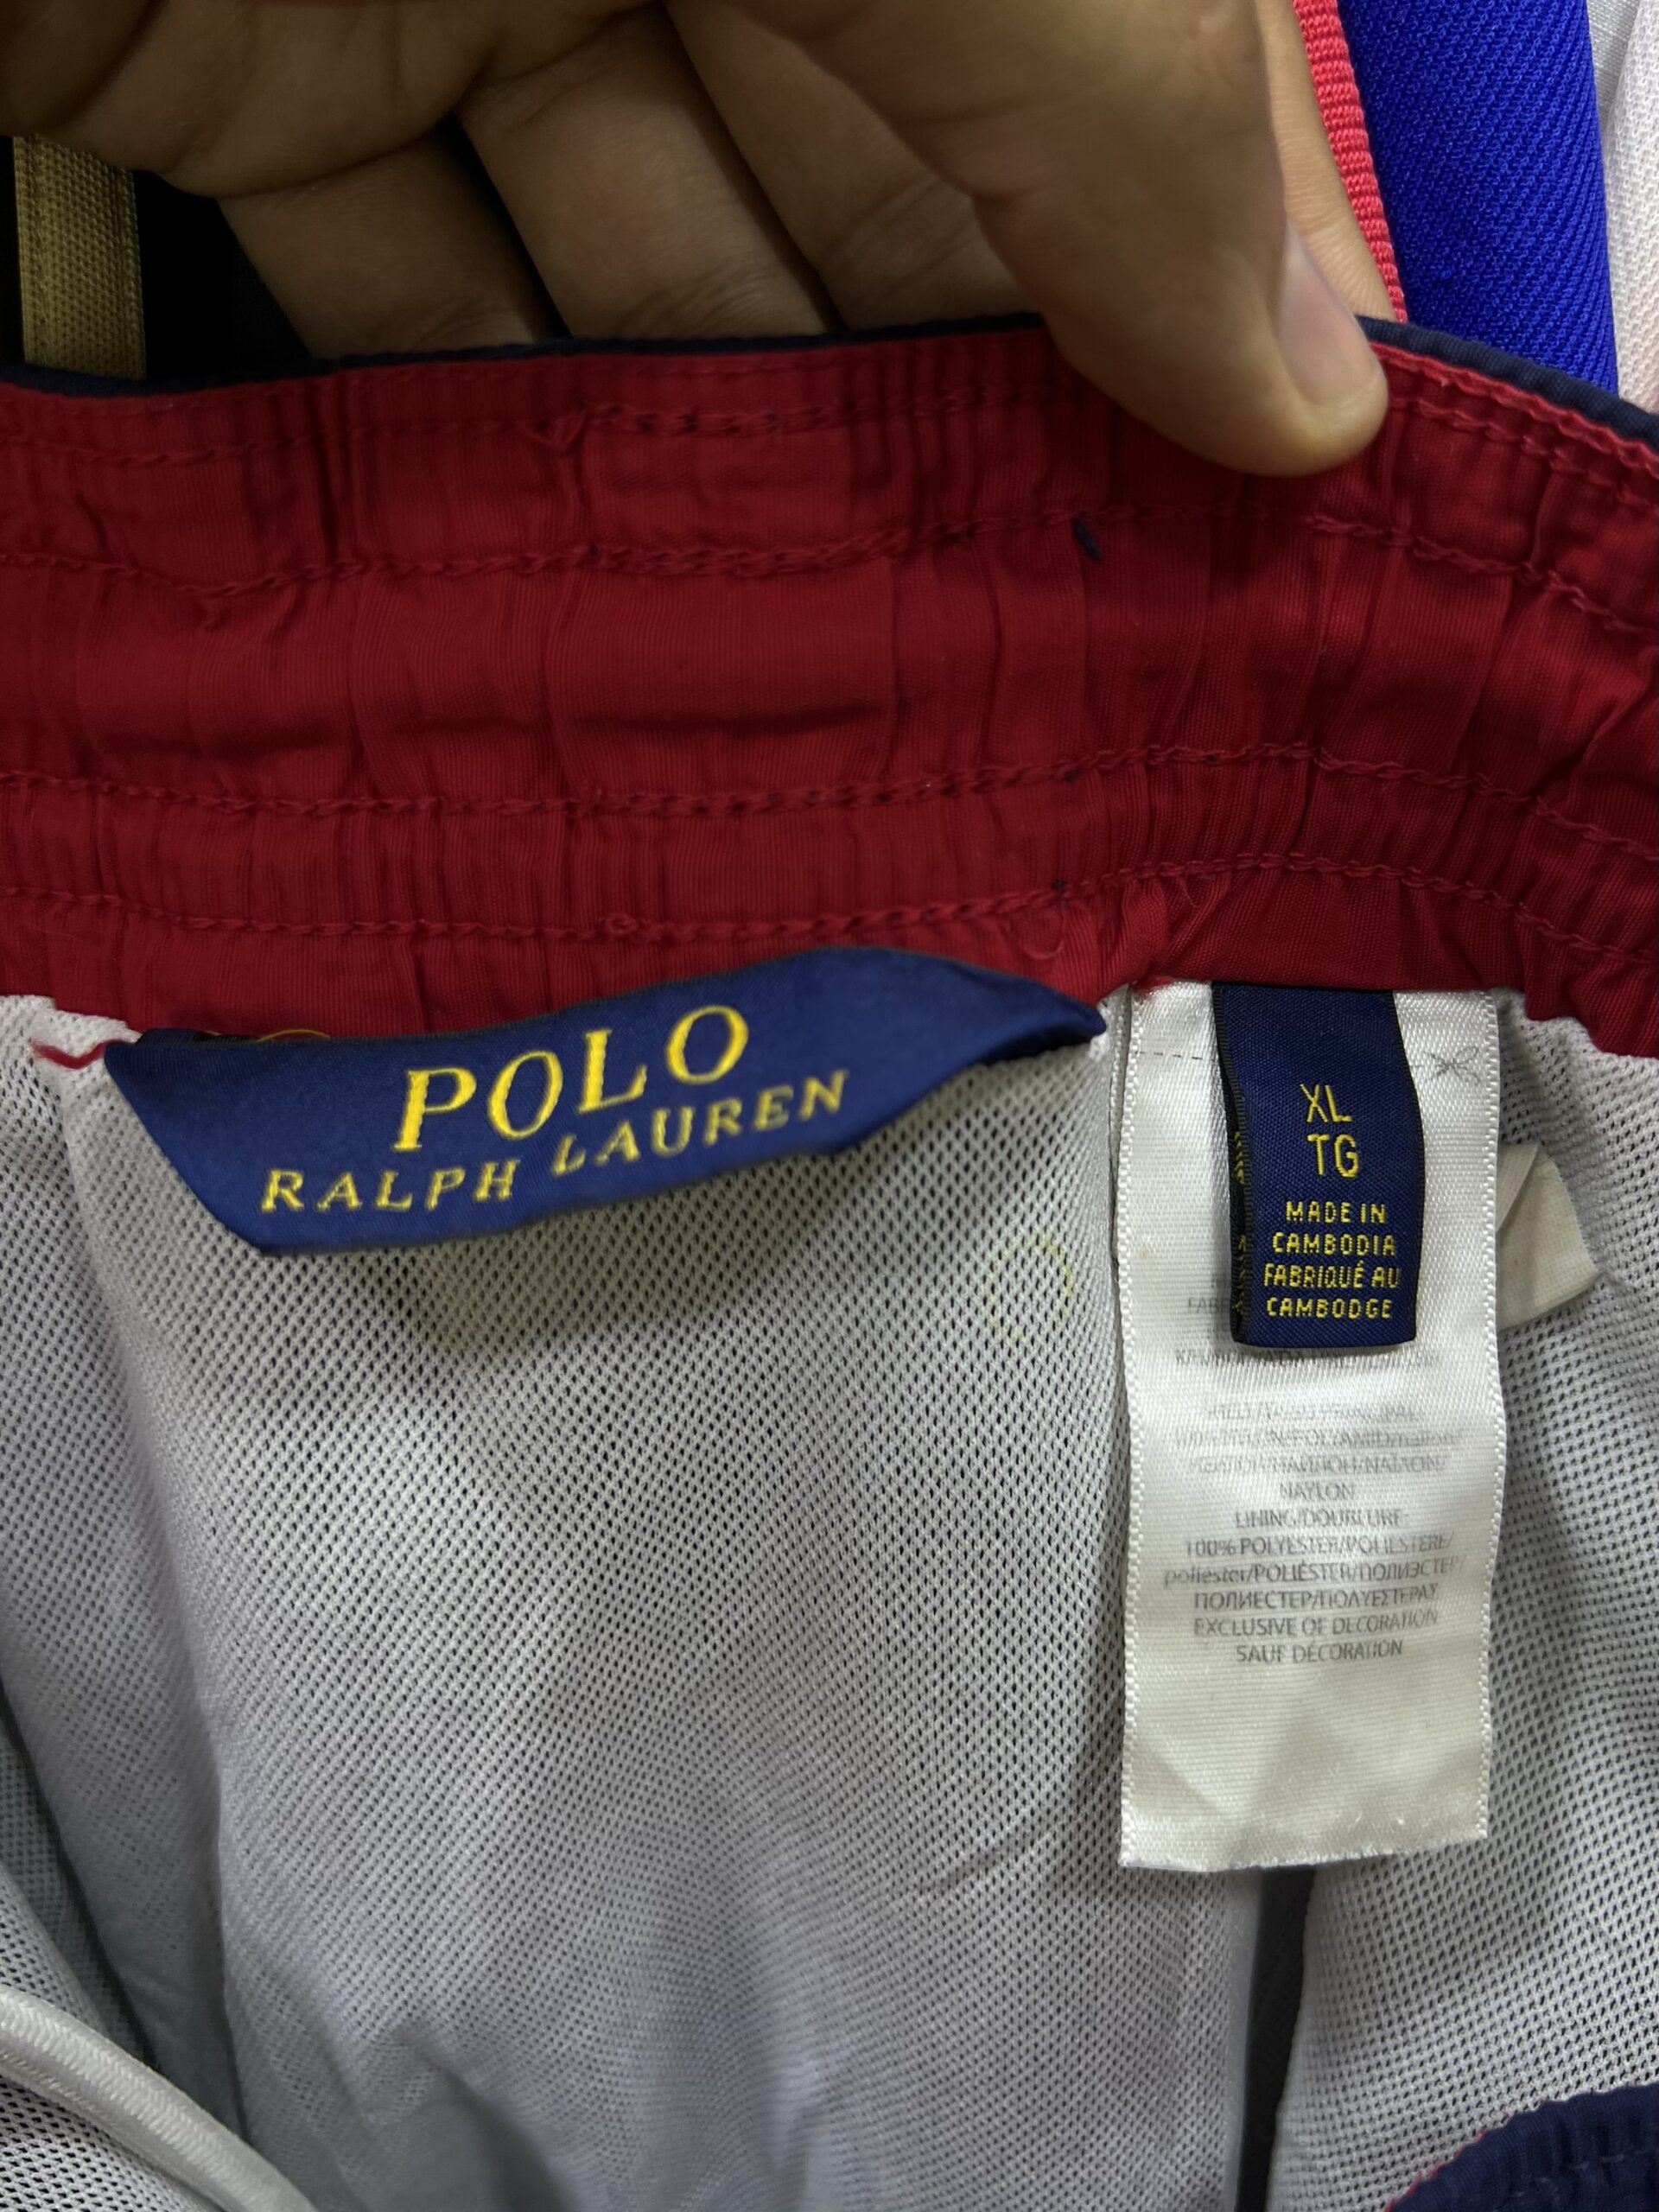 POLO
RALPH LAUREN
XL
TG
MADE IN
CAMBODIA
FABRIQUÉ AU
CAMBODGE
NAYLON
LINING/DOUBLURE
100% POLYESTER/POLIESTERE/
poliester/POLIÉSTER/ПОЛИЭСТЕР
ПОЛИЕСТЕР/ΠΟΛΥΕΣΤΕΡΑΣ
EXCLUSIVE OF DECORATION
SAUF DÉCORATION